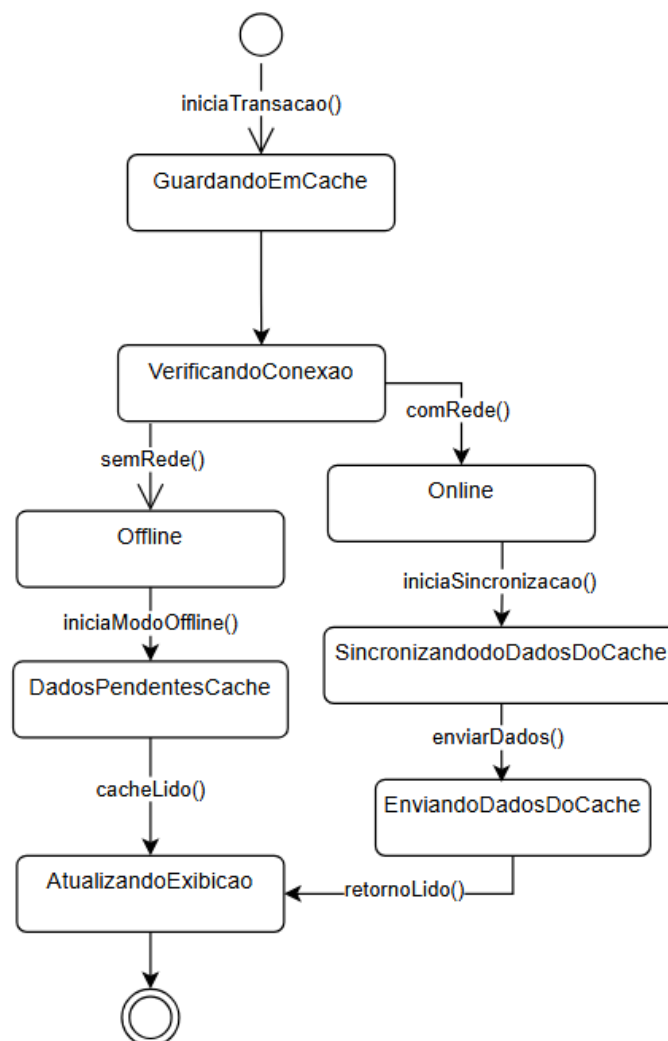 iniciaTransacao()
GuardandoEmCache
VerificandoConexao
comRede()
semRede()
Online
Offline
iniciaSincronizacao()
iniciaModoOffline()
SincronizandodoDadosDoCache
DadosPendentesCache
enviarDados()
cacheLido()
EnviandoDadosDoCache
AtualizandoExibicao
retornoLido()